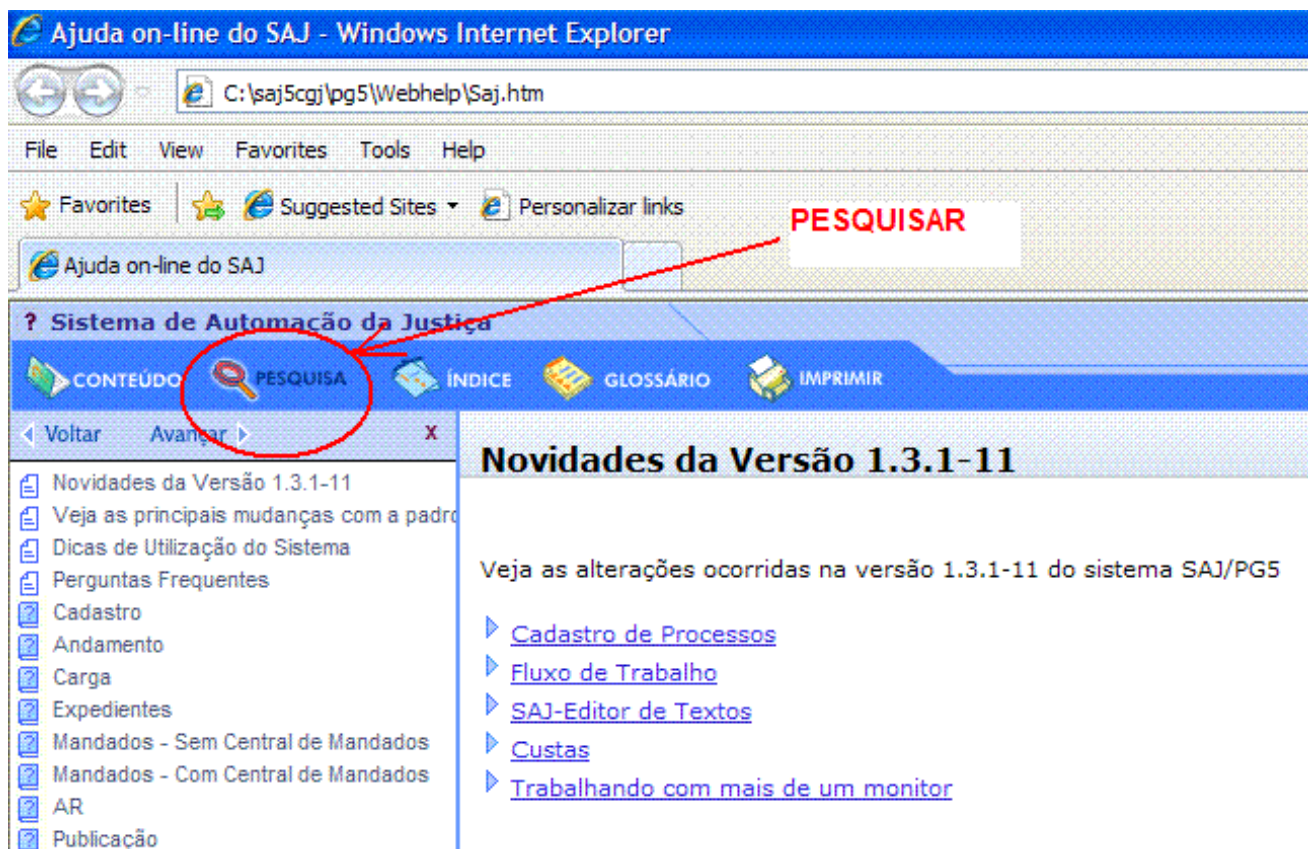 Ajuda on-line do SAJ - Windows Internet Explorer
C:\saj5cgj\pg5\Webhelp\Saj.htm
File Edit View Favorites Tools Help
Favorites Suggested Sites Personalizar links
PESQUISAR
Ajuda on-line do SAJ
? Sistema de Automação da Justiça
CONTEÚDO PESQUISA ÍNDICE GLOSSÁRIO IMPRIMIR
Voltar Avançar X
Novidades da Versão 1.3.1-11
Veja as principais mudanças com a padro
Dicas de Utilização do Sistema
Perguntas Frequentes
Cadastro
Andamento
Carga
Expedientes
Mandados - Sem Central de Mandados
Mandados - Com Central de Mandados
AR
Publicação
Novidades da Versão 1.3.1-11
Veja as alterações ocorridas na versão 1.3.1-11 do sistema SAJ/PG5
Cadastro de Processos
Fluxo de Trabalho
SAJ-Editor de Textos
Custas
Trabalhando com mais de um monitor